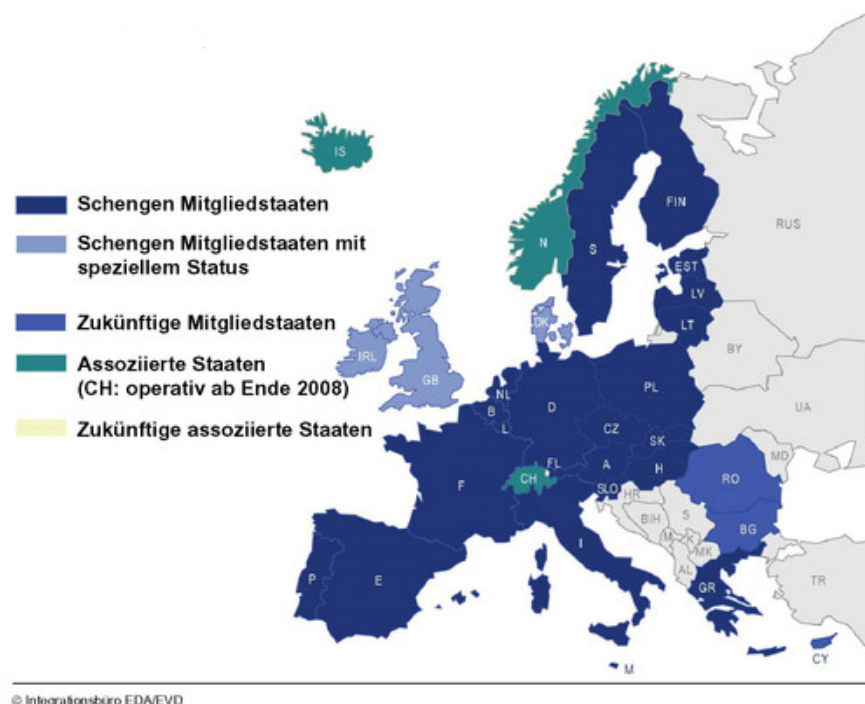 IS
Schengen Mitgliedstaaten
Schengen Mitgliedstaaten mit
speziellem Status
Zukünftige Mitgliedstaaten
Assoziierte Staaten
(CH: operativ ab Ende 2008)
Zukünftige assoziierte Staaten
FIN
RUS
N
S
EST
LV
LT
DK
IRL
GB
BY
NL
B
L
D
PL
UA
CZ
SK
FL
CH
A
H
MD
F
SLO
HR
RO
BIH
S
BG
M
K
MK
AL
I
P
E
GR
TR
CY
M
© Integrationsbüro EDA/EVD